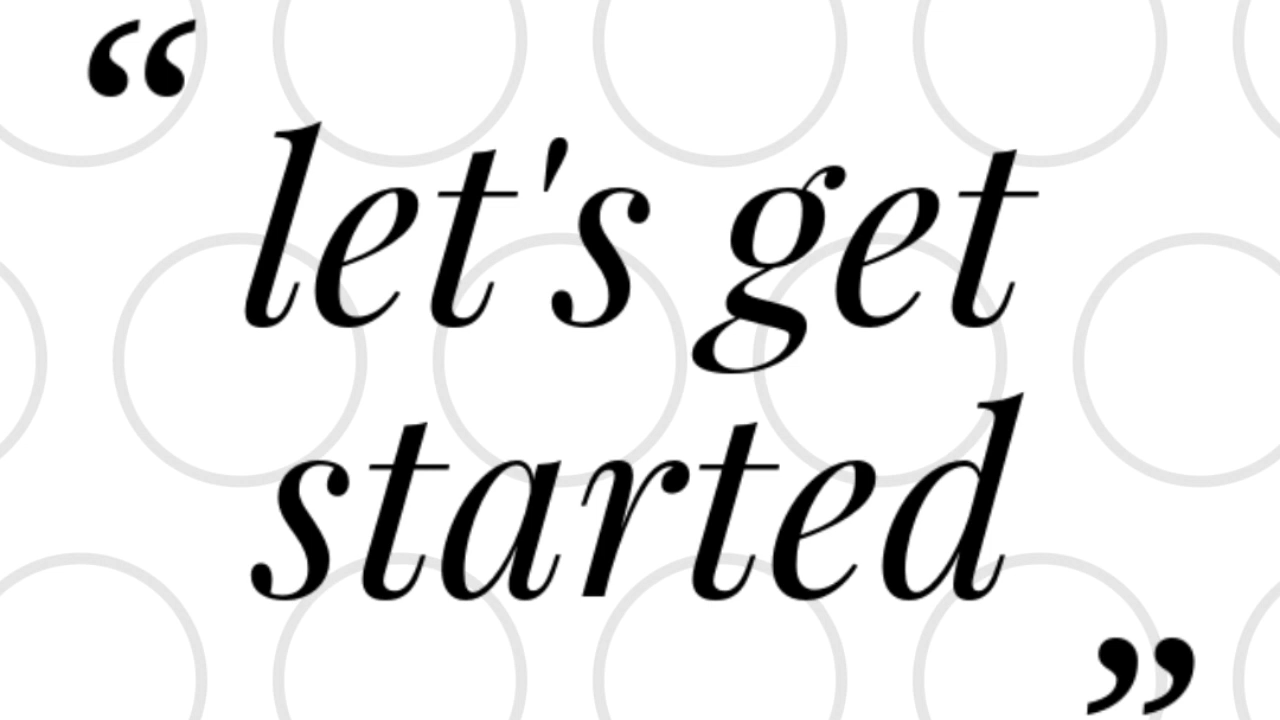 “
let's get
started
”